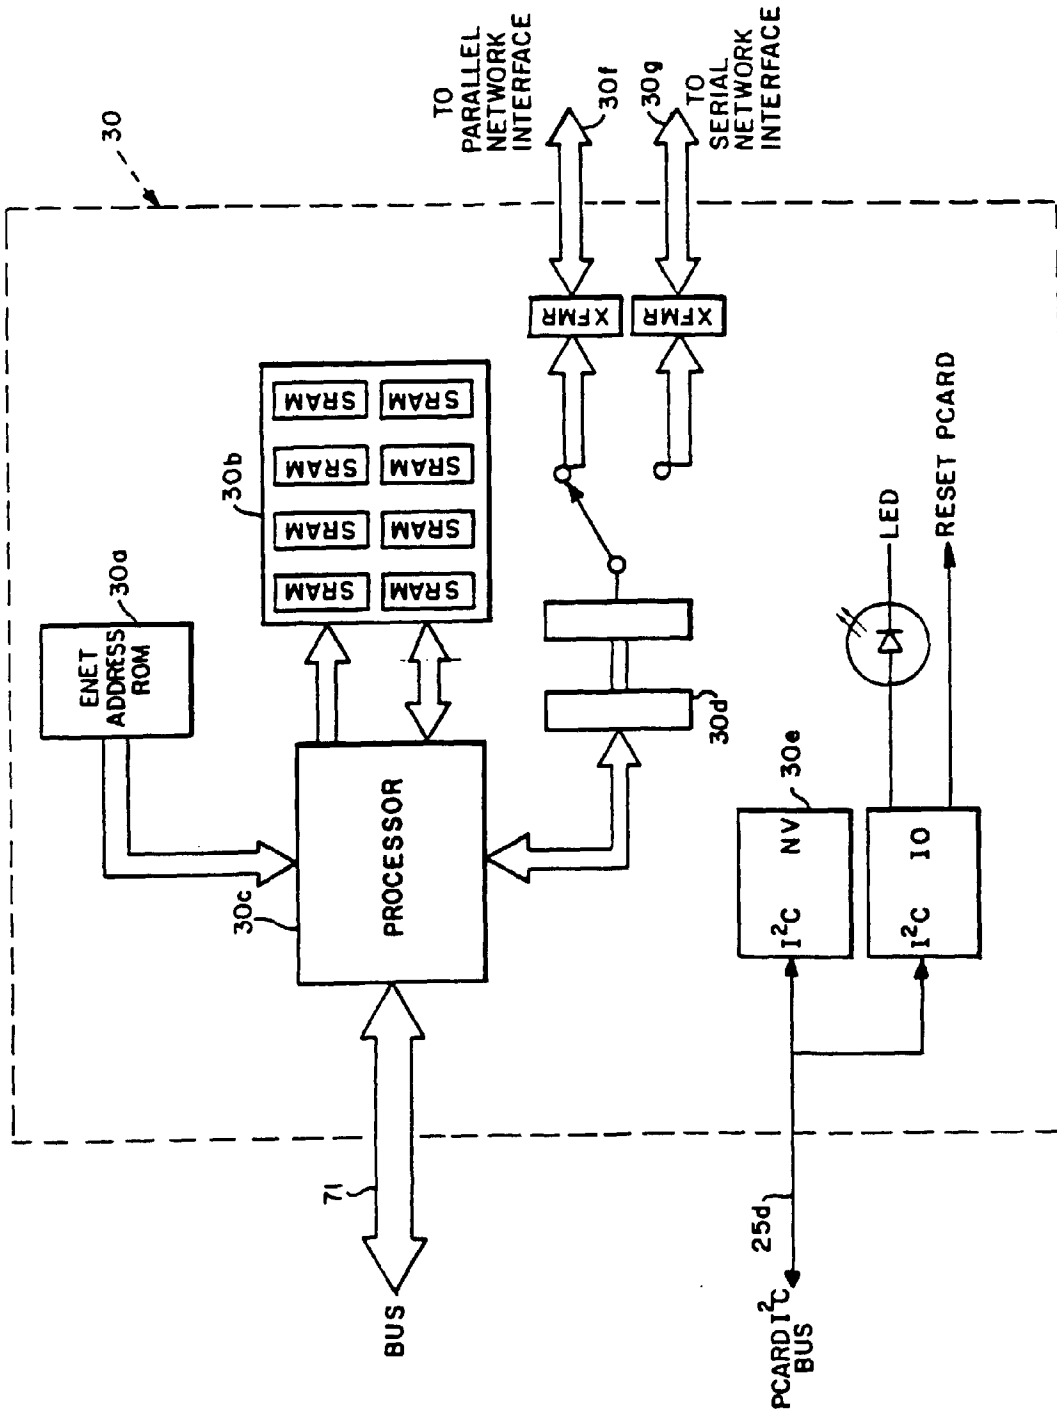 30
TO
PARALLEL
NETWORK
INTERFACE
30f
30g
TO
SERIAL
NETWORK
INTERFACE
ENET
ADDRESS
ROM
30a
30b
SRAM
SRAM
SRAM
SRAM
SRAM
SRAM
SRAM
SRAM
XFMR
XFMR
30c
PROCESSOR
71
BUS
30d
LED
RESET PCARD
30e
I²C NV
I²C IO
25d
PCARD I²C
BUS